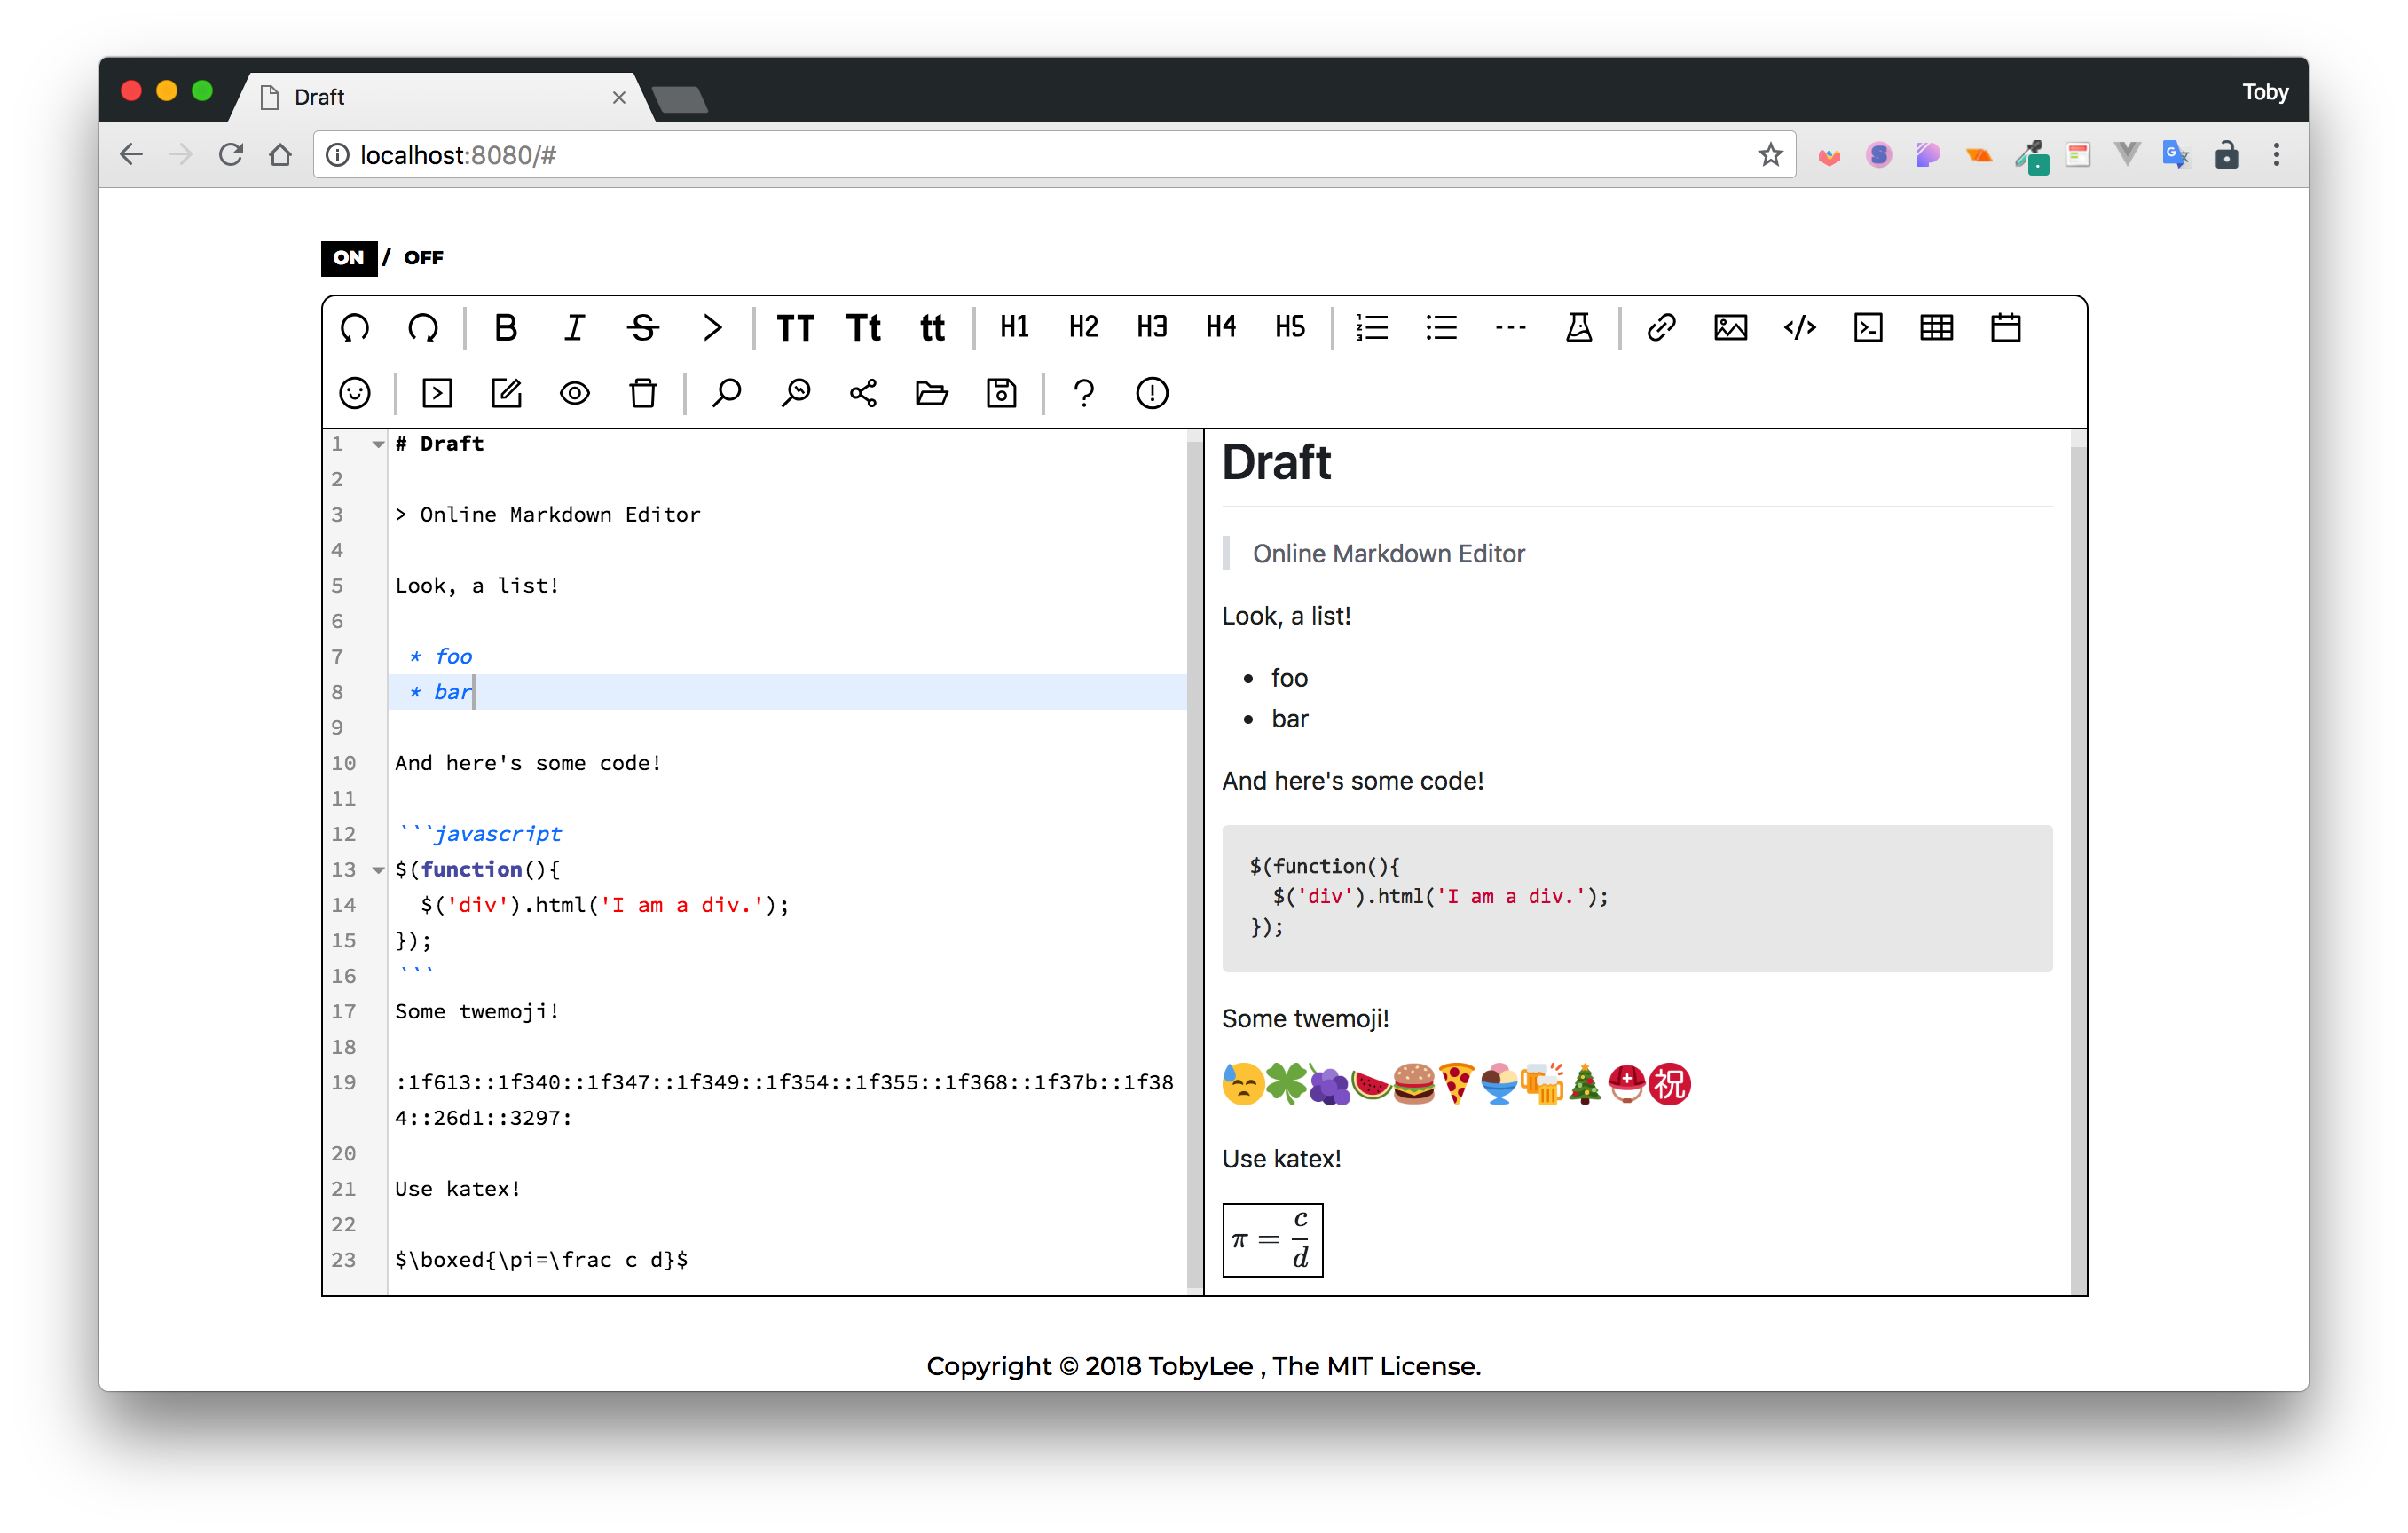 Draft
Toby
localhost:8080/#
ON / OFF
B I S TT Tt tt H1 H2 H3 H4 H5
1 # Draft
2
3 > Online Markdown Editor
4
5 Look, a list!
6
7 * foo
8 * bar
9
10 And here's some code!
11
12 ```javascript
13 $(function(){
14 $('div').html('I am a div.');
15 });
16 ```
17 Some twemoji!
18
19 :1f613::1f340::1f347::1f349::1f354::1f355::1f368::1f37b::1f38
4::26d1::3297:
20
21 Use katex!
22
23 $\boxed{\pi=\frac c d}$
Draft
Online Markdown Editor
Look, a list!
• foo
• bar
And here's some code!
$(function(){
$('div').html('I am a div.');
});
Some twemoji!
祝
Use katex!
π = c/d
Copyright © 2018 TobyLee , The MIT License.